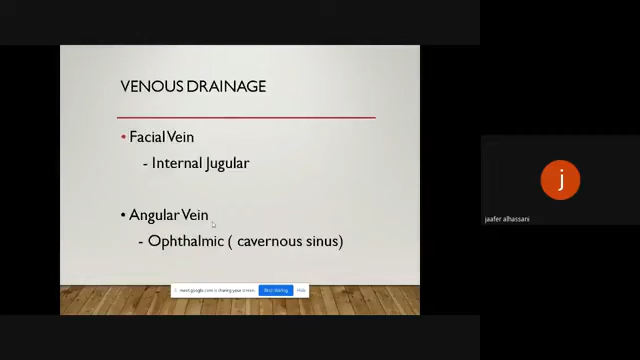 VENOUS DRAINAGE
• Facial Vein
- Internal Jugular
• Angular Vein
- Ophthalmic ( cavernous sinus)
meet.google.com is sharing your screen.
Stop sharing
Hide
j
jaafer alhassani